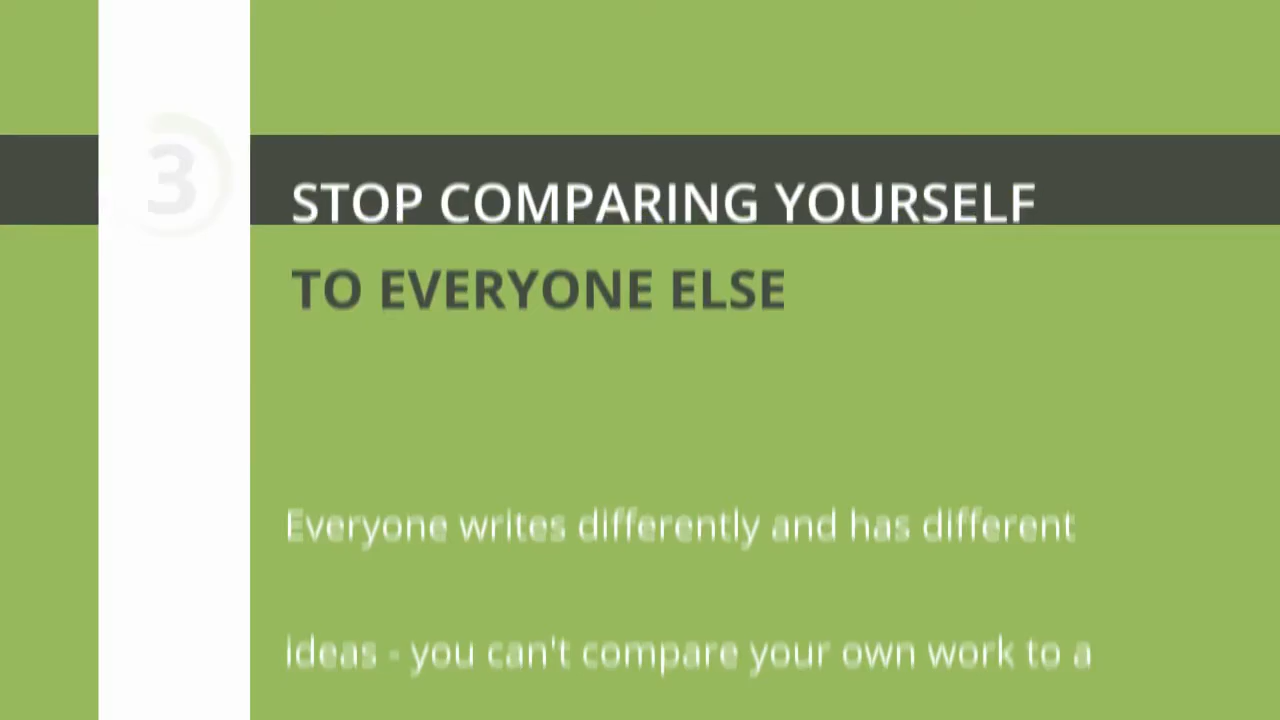 3
STOP COMPARING YOURSELF
TO EVERYONE ELSE
Everyone writes differently and has different
ideas - you can't compare your own work to a